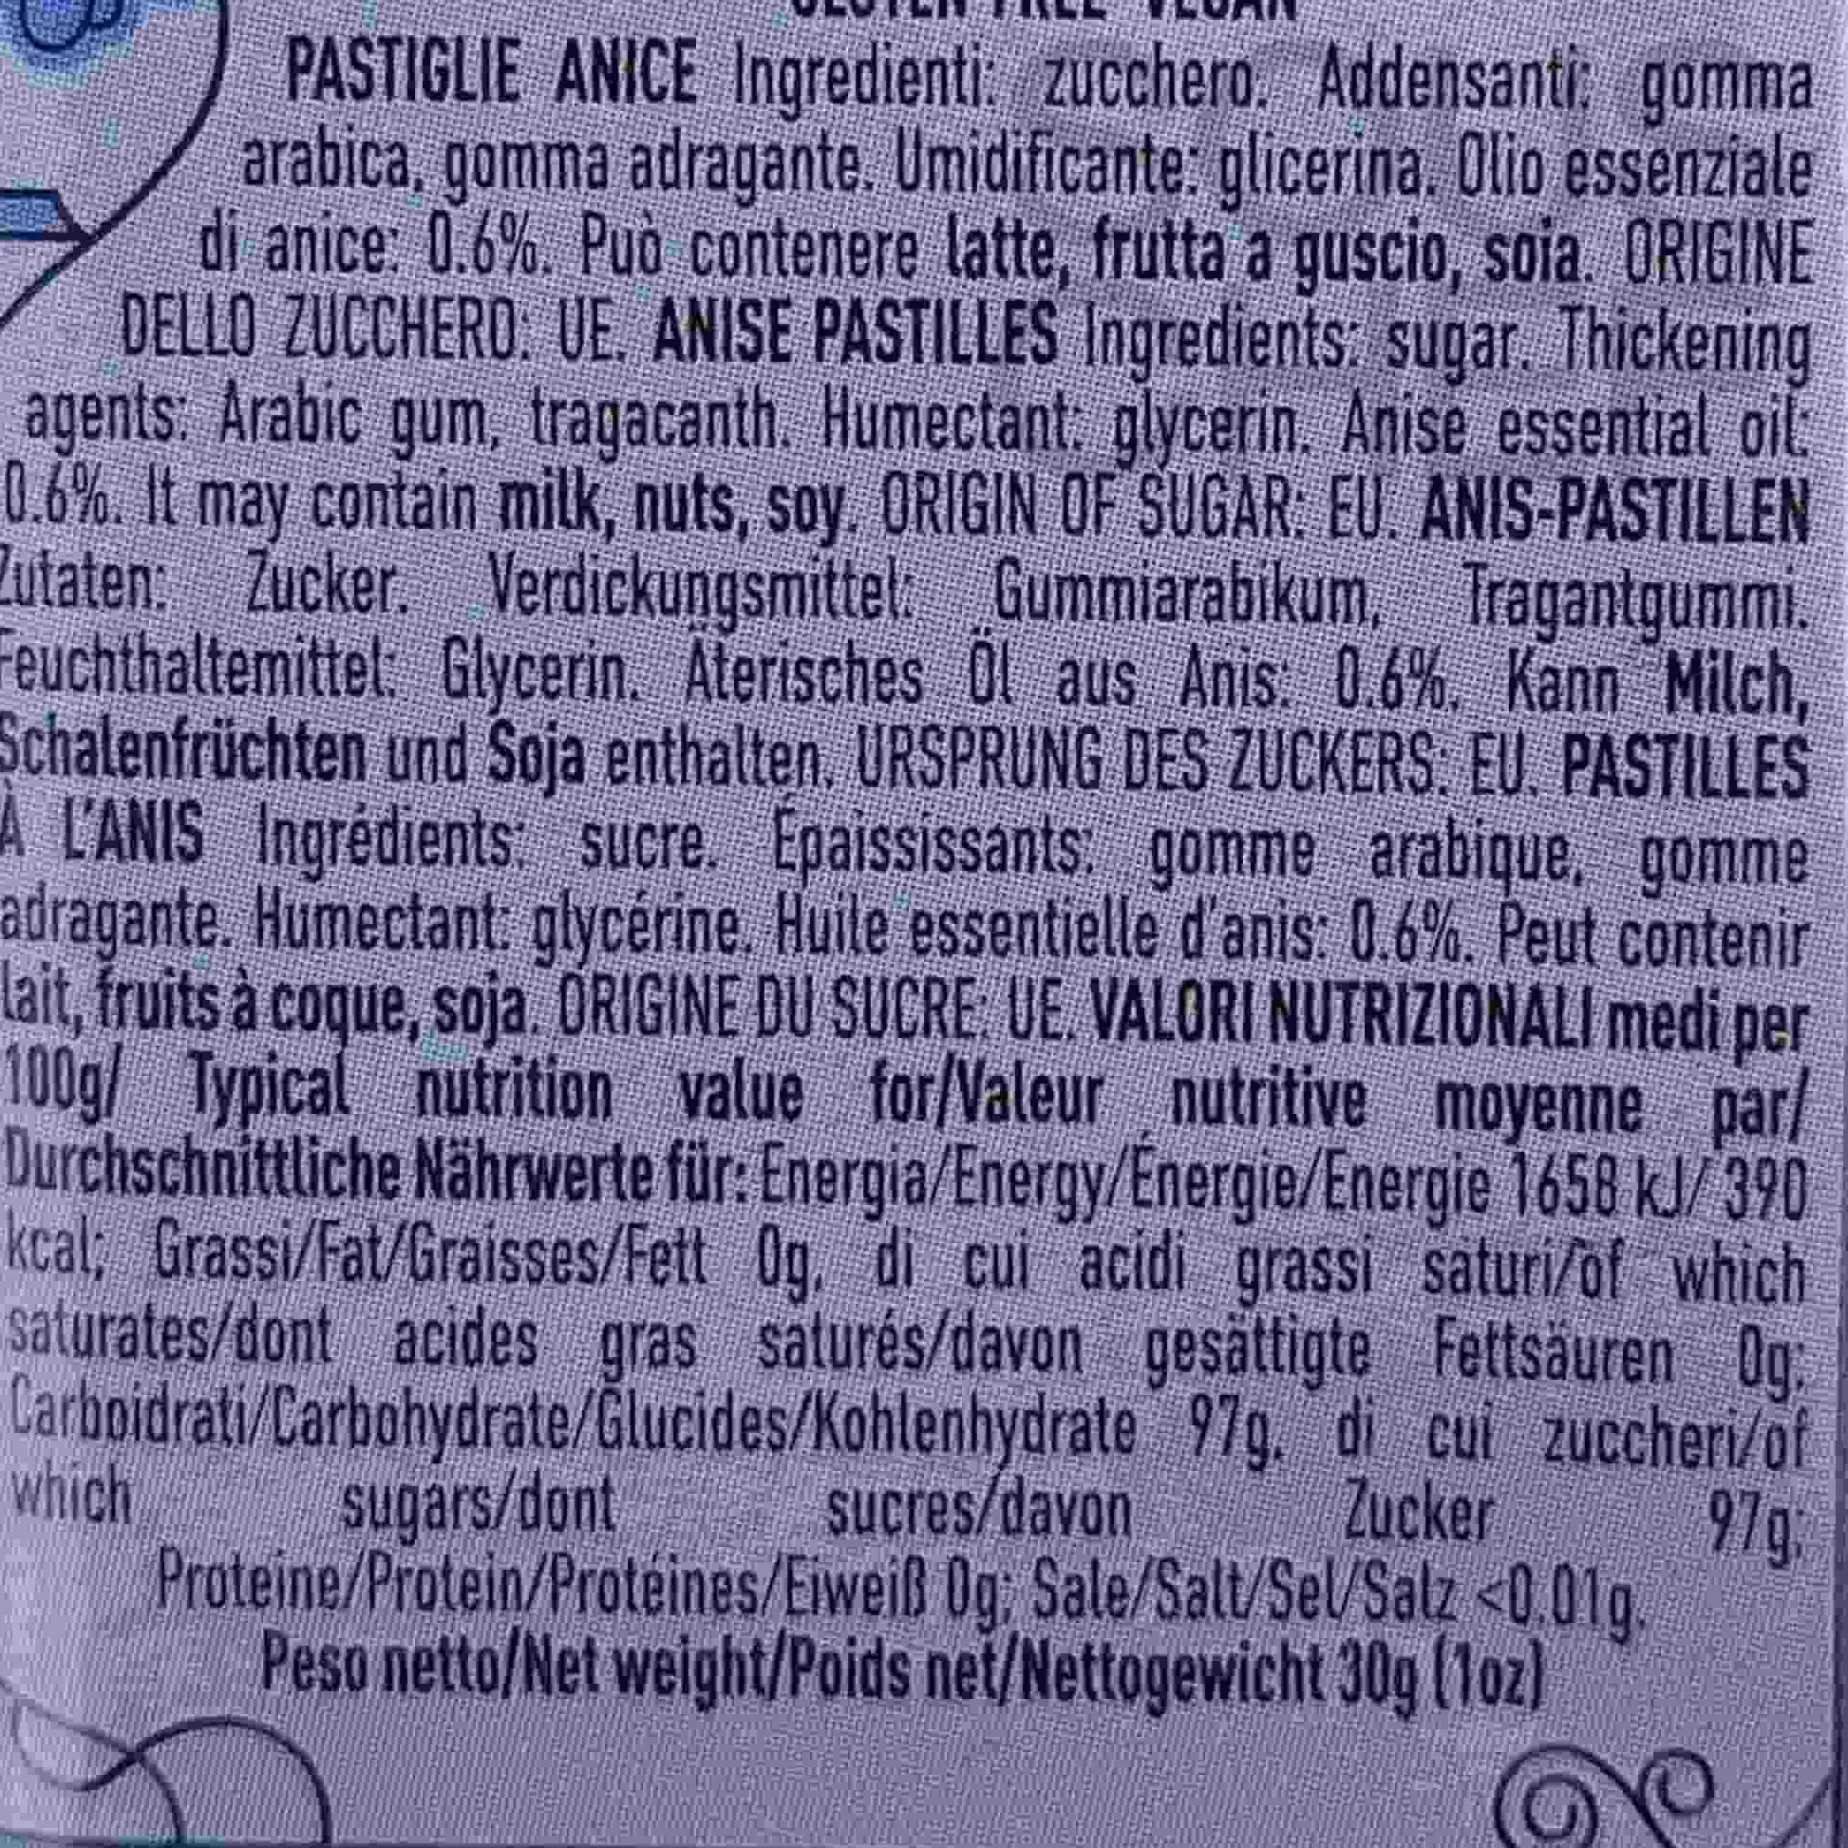 GLUTEN FREE VEGAN
PASTIGLIE ANICE Ingredienti: zucchero. Addensanti: gomma
arabica, gomma adragante. Umidificante: glicerina. Olio essenziale
di anice: 0.6%. Può contenere latte, frutta a guscio, soia. ORIGINE
DELLO ZUCCHERO: UE. ANISE PASTILLES Ingredients: sugar. Thickening
agents: Arabic gum, tragacanth. Humectant: glycerin. Anise essential oil:
0.6%. It may contain milk, nuts, soy. ORIGIN OF SUGAR: EU. ANIS-PASTILLEN
Zutaten: Zucker. Verdickungsmittel: Gummiarabikum, Tragantgummi.
Feuchthaltemittel: Glycerin. Äterisches Öl aus Anis: 0.6%. Kann Milch,
Schalenfrüchten und Soja enthalten. URSPRUNG DES ZUCKERS: EU. PASTILLES
À L'ANIS Ingrédients: sucre. Épaississants: gomme arabique, gomme
adragante. Humectant: glycérine. Huile essentielle d'anis: 0.6%. Peut contenir
lait, fruits à coque, soja. ORIGINE DU SUCRE: UE. VALORI NUTRIZIONALI medi per
100g/ Typical nutrition value for/Valeur nutritive moyenne par/
Durchschnittliche Nährwerte für: Energia/Energy/Énergie/Energie 1658 kJ/ 390
kcal; Grassi/Fat/Graisses/Fett 0g, di cui acidi grassi saturi/of which
saturates/dont acides gras saturés/davon gesättigte Fettsäuren 0g;
Carboidrati/Carbohydrate/Glucides/Kohlenhydrate 97g, di cui zuccheri/of
which sugars/dont sucres/davon Zucker 97g;
Proteine/Protein/Protéines/Eiweiß 0g; Sale/Salt/Sel/Salz <0.01g.
Peso netto/Net weight/Poids net/Nettogewicht 30g (1oz)